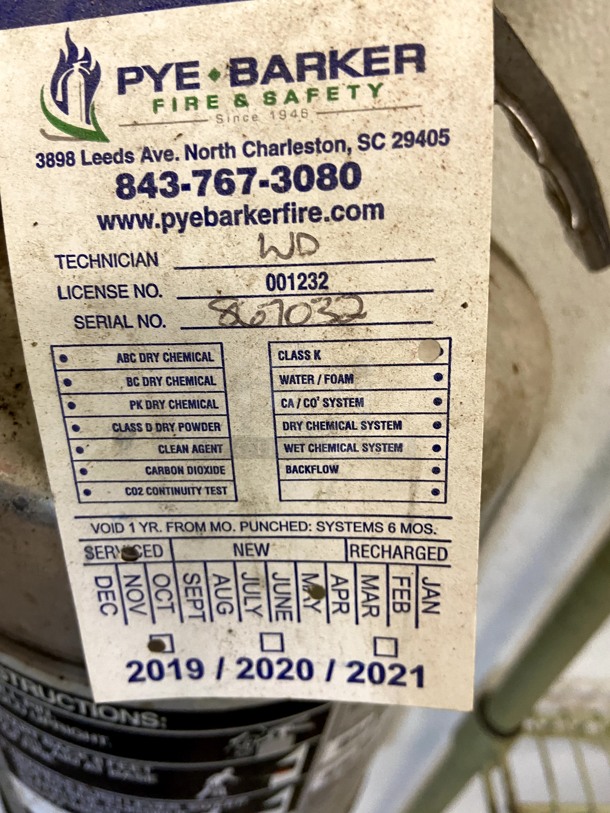 PYE BARKER
FIRE & SAFETY
Since 1946
3898 Leeds Ave. North Charleston, SC 29405
843-767-3080
www.pyebarkerfire.com
TECHNICIAN WD
LICENSE NO. 001232
SERIAL NO. 867032
ABC DRY CHEMICAL
BC DRY CHEMICAL
PK DRY CHEMICAL
CLASS D DRY POWDER
CLEAN AGENT
CARBON DIOXIDE
CO2 CONTINUITY TEST
CLASS K
WATER / FOAM
CA / CO² SYSTEM
DRY CHEMICAL SYSTEM
WET CHEMICAL SYSTEM
BACKFLOW
VOID 1 YR. FROM MO. PUNCHED: SYSTEMS 6 MOS.
SERVICED NEW RECHARGED
DEC NOV OCT SEPT AUG JULY JUNE MAY APR MAR FEB JAN
2019 / 2020 / 2021
STRUCTIONS: